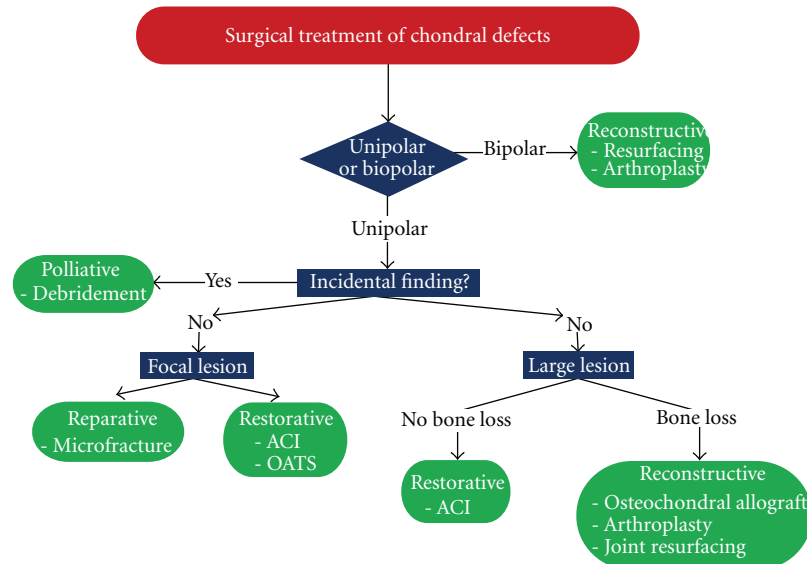 Surgical treatment of chondral defects
Unipolar
or biopolar
Bipolar
Reconstructive
- Resurfacing
- Arthroplasty
Unipolar
Incidental finding?
Yes
Polliative
- Debridement
No
No
Focal lesion
Large lesion
Reparative
- Microfracture
Restorative
- ACI
- OATS
No bone loss
Bone loss
Restorative
- ACI
Reconstructive
- Osteochondral allograft
- Arthroplasty
- Joint resurfacing